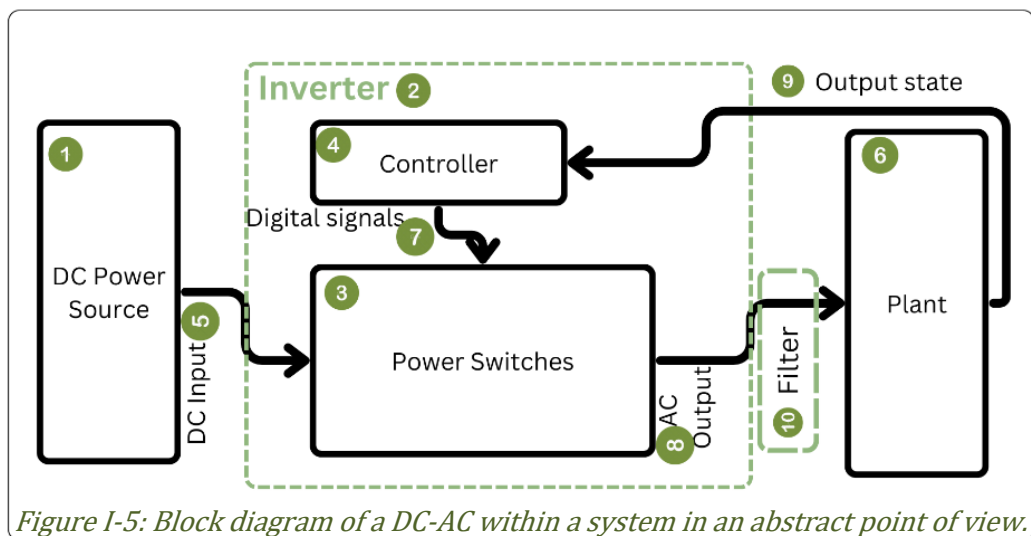 Inverter 2
9 Output state
1
4
6
Controller
Digital signals
7
DC Power
Source
3
5
DC Input
Plant
Power Switches
Filter
10
AC
Output
8
Figure I-5: Block diagram of a DC-AC within a system in an abstract point of view.